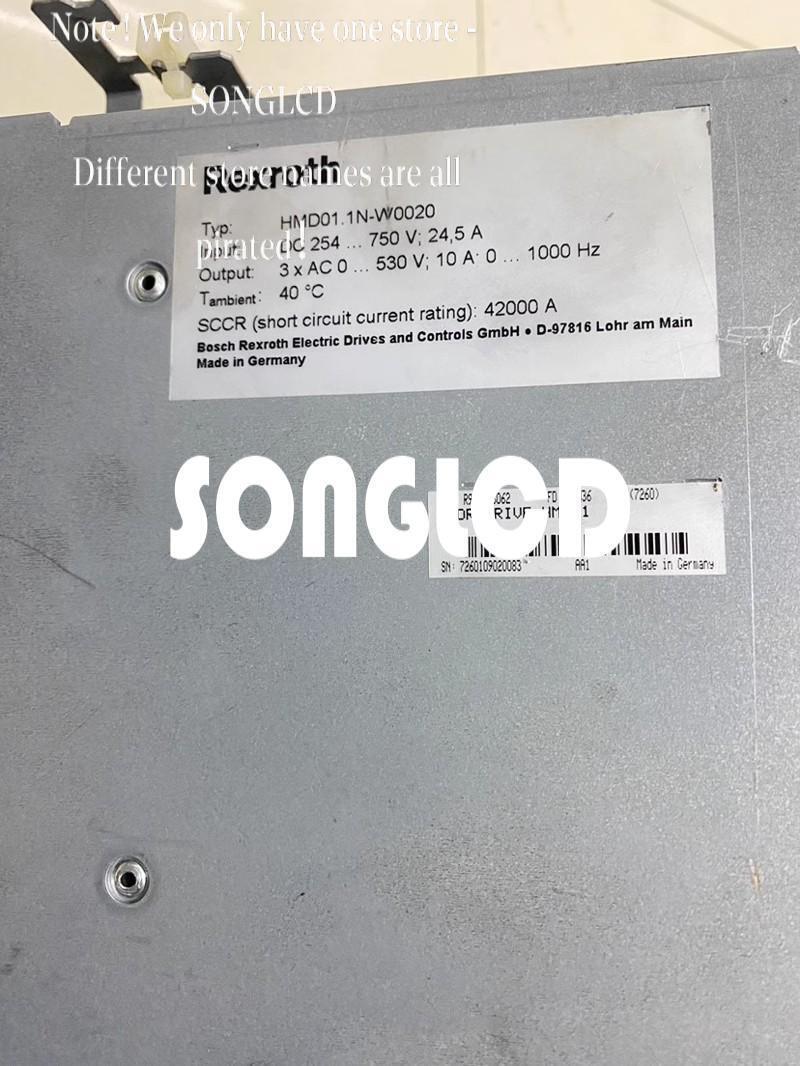 Note ! We only have one store -
SONGLCD
Different store names are all
pirated !
Rexroth
Typ: HMD01.1N-W0020
Input: DC 254 ... 750 V; 24,5 A
Output: 3 x AC 0 ... 530 V; 10 A: 0 ... 1000 Hz
Tambient: 40 °C
SCCR (short circuit current rating): 42000 A
Bosch Rexroth Electric Drives and Controls GmbH • D-97816 Lohr am Main
Made in Germany
SONGLCD
(7260)
SN: 7260109020083
AA1
Made in Germany